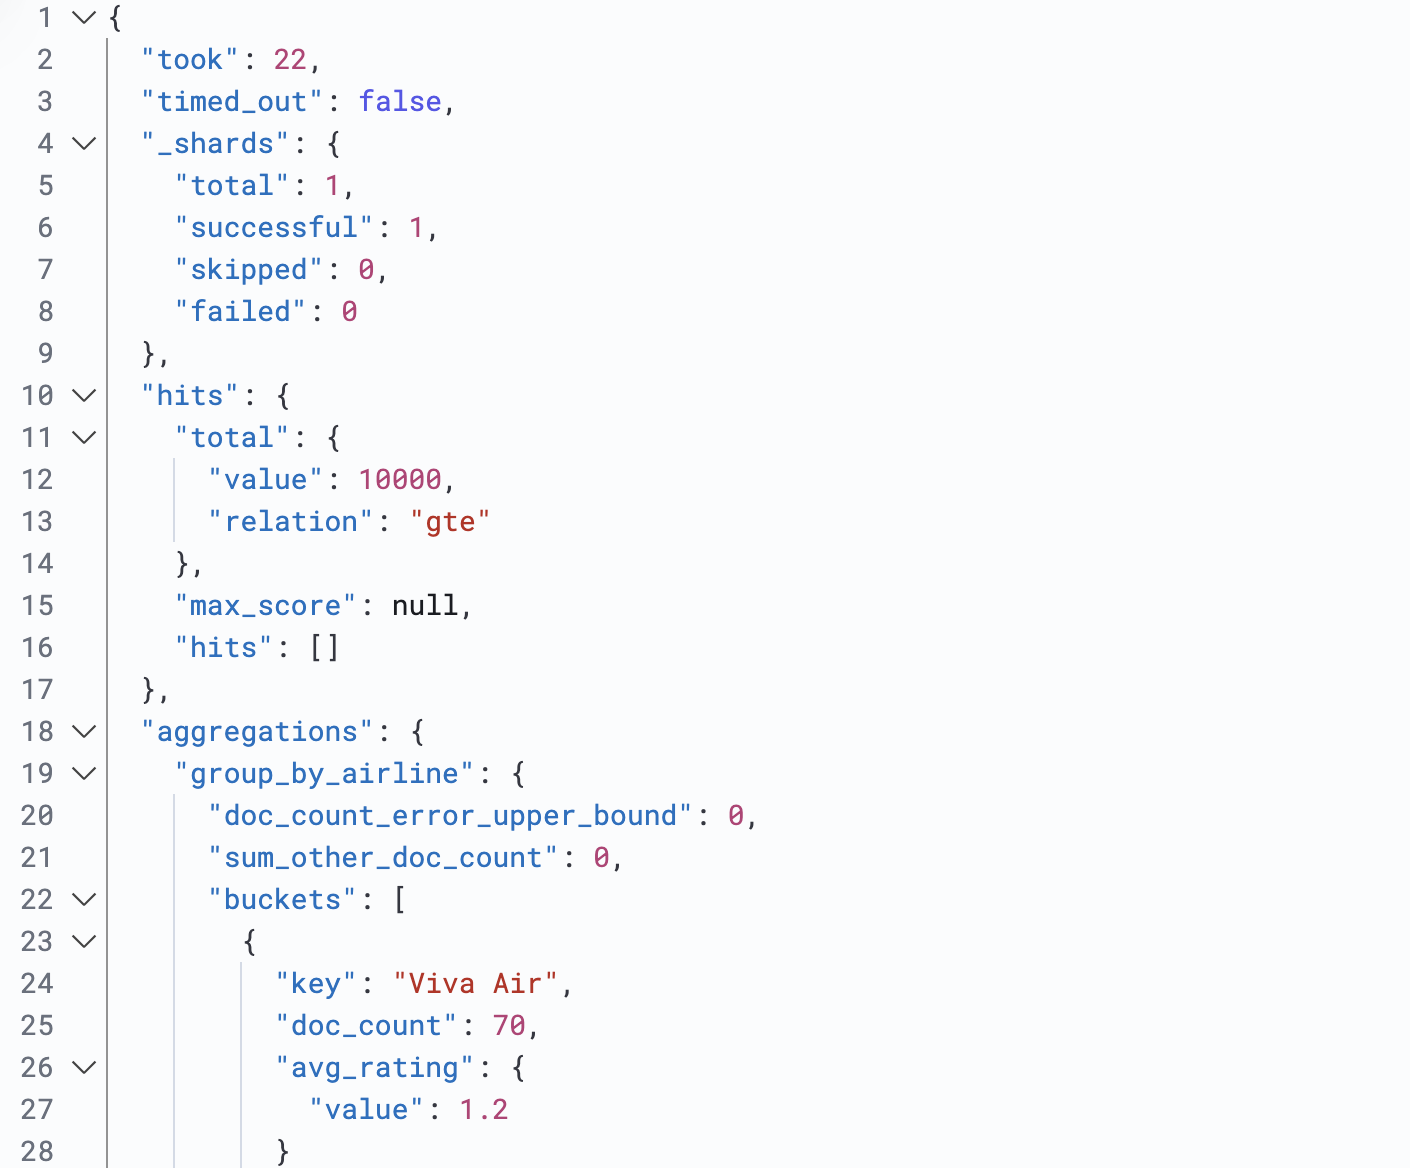 1 {
2 "took": 22,
3 "timed_out": false,
4 "_shards": {
5 "total": 1,
6 "successful": 1,
7 "skipped": 0,
8 "failed": 0
9 },
10 "hits": {
11 "total": {
12 "value": 10000,
13 "relation": "gte"
14 },
15 "max_score": null,
16 "hits": []
17 },
18 "aggregations": {
19 "group_by_airline": {
20 "doc_count_error_upper_bound": 0,
21 "sum_other_doc_count": 0,
22 "buckets": [
23 {
24 "key": "Viva Air",
25 "doc_count": 70,
26 "avg_rating": {
27 "value": 1.2
28 }